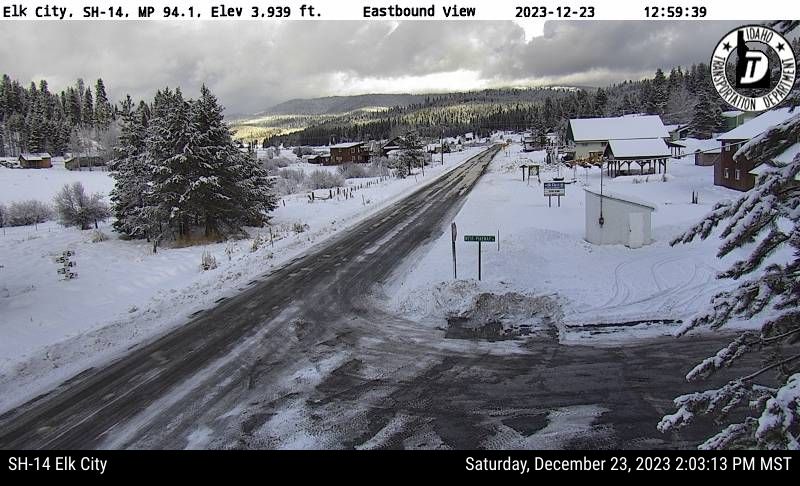 Elk City, SH-14, MP 94.1, Elev 3,939 ft. Eastbound View 2023-12-23 12:59:39
IDAHO
TRANSPORTATION DEPARTMENT
SH-14 Elk City
Saturday, December 23, 2023 2:03:13 PM MST